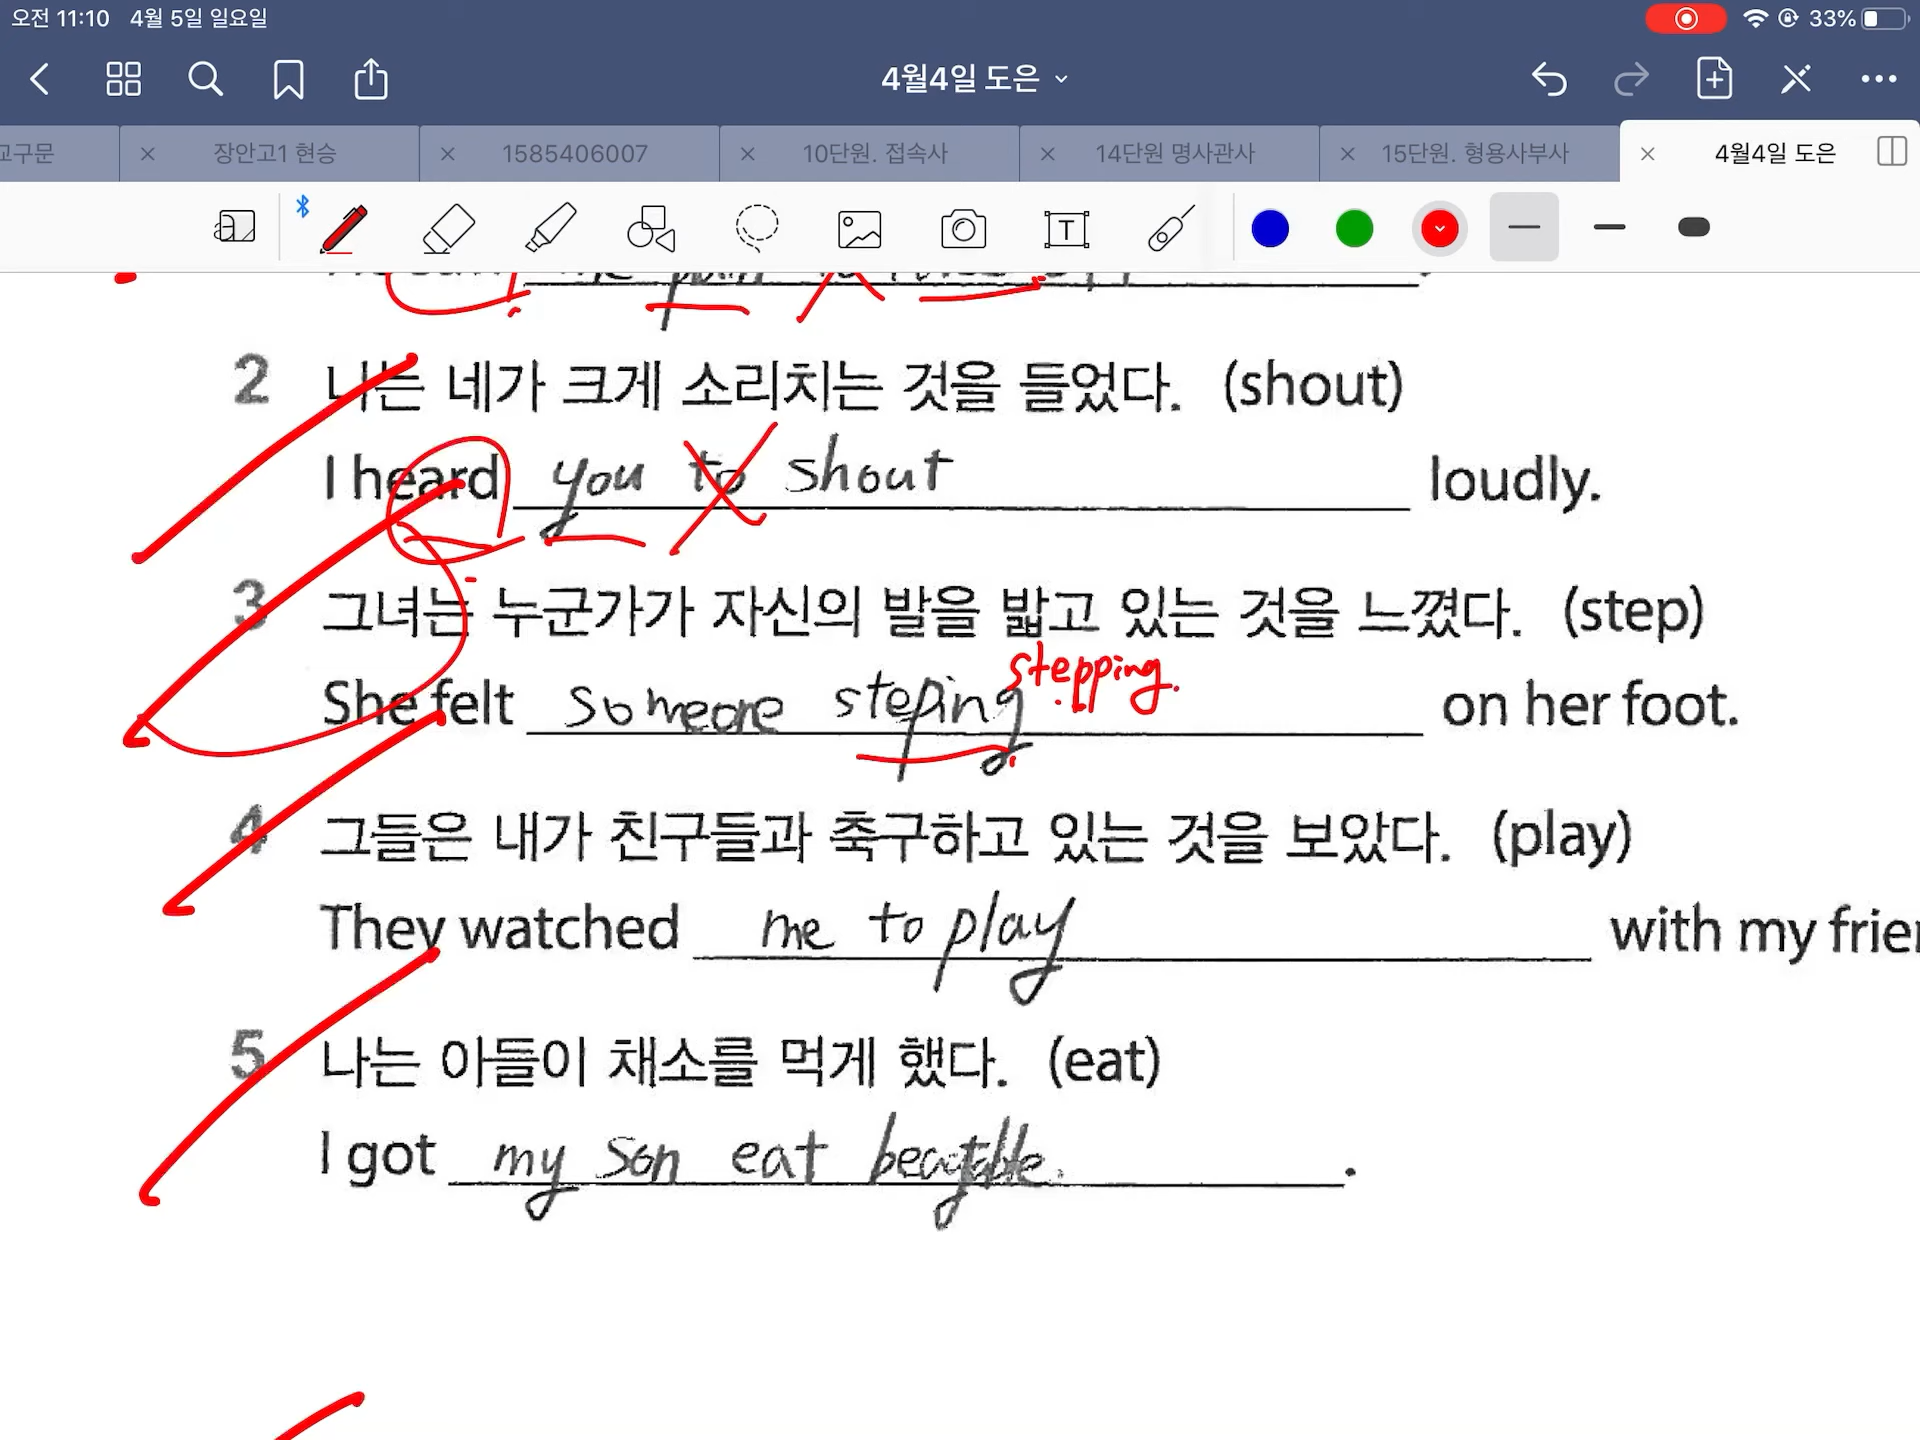 오전 11:10 4월 5일 일요일 33%
4월4일 도은
교구문 장안고1 현승 1585406007 10단원. 접속사 14단원 명사관사 15단원. 형용사부사 4월4일 도은
2 나는 네가 크게 소리치는 것을 들었다. (shout)
I heard you to shout loudly.
3 그녀는 누군가가 자신의 발을 밟고 있는 것을 느꼈다. (step)
stepping.
She felt someone steping on her foot.
4 그들은 내가 친구들과 축구하고 있는 것을 보았다. (play)
They watched me to play with my frie
5 나는 아들이 채소를 먹게 했다. (eat)
I got my son eat .